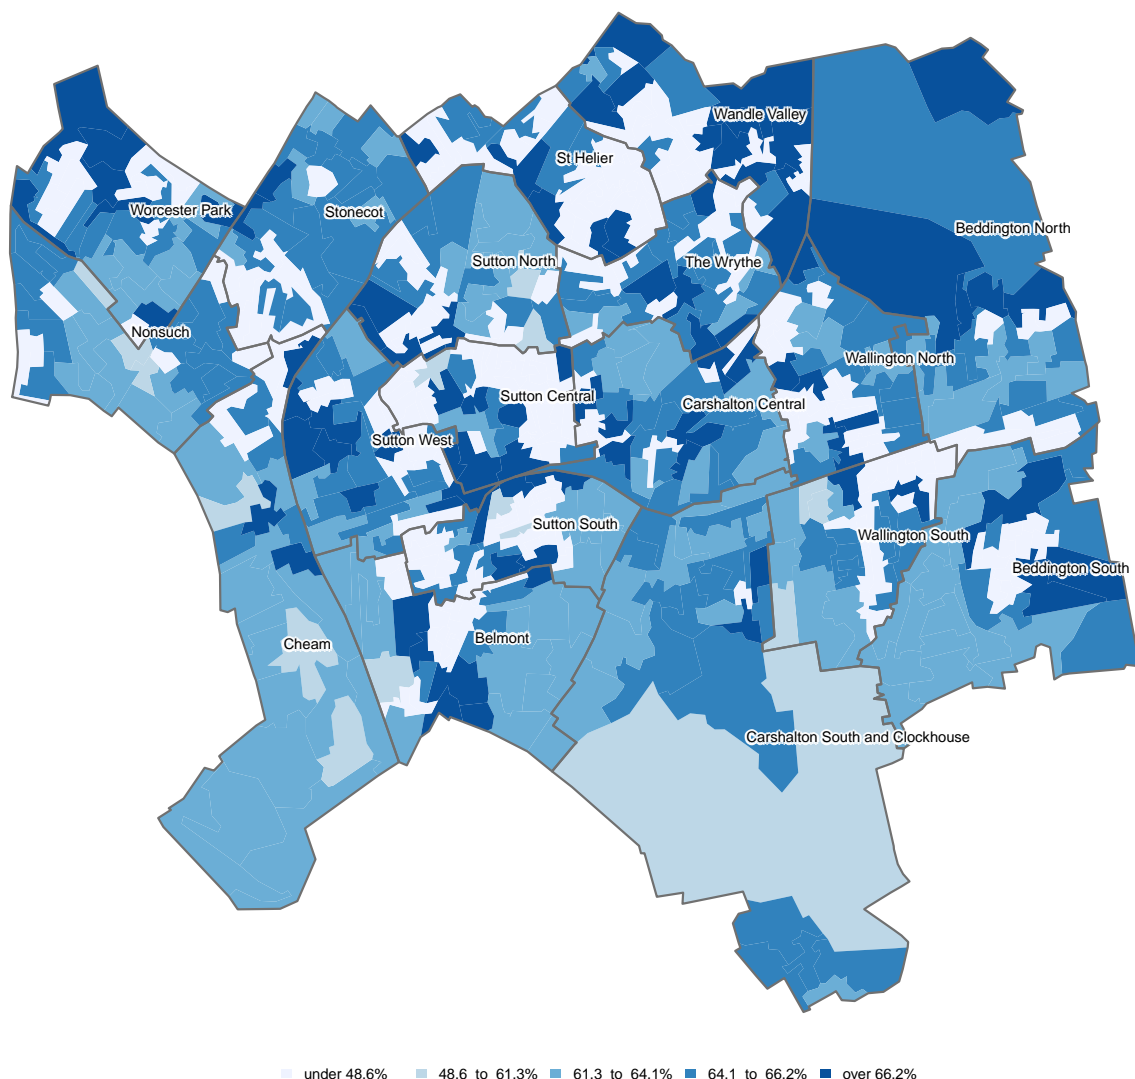 Wandle Valley
St Helier
Worcester Park
Stonecot
Beddington North
Sutton North
The Wrythe
Nonsuch
Wallington North
Sutton Central
Carshalton Central
Sutton West
Sutton South
Wallington South
Beddington South
Belmont
Cheam
Carshalton South and Clockhouse
under 48.6% 48.6 to 61.3% 61.3 to 64.1% 64.1 to 66.2% over 66.2%